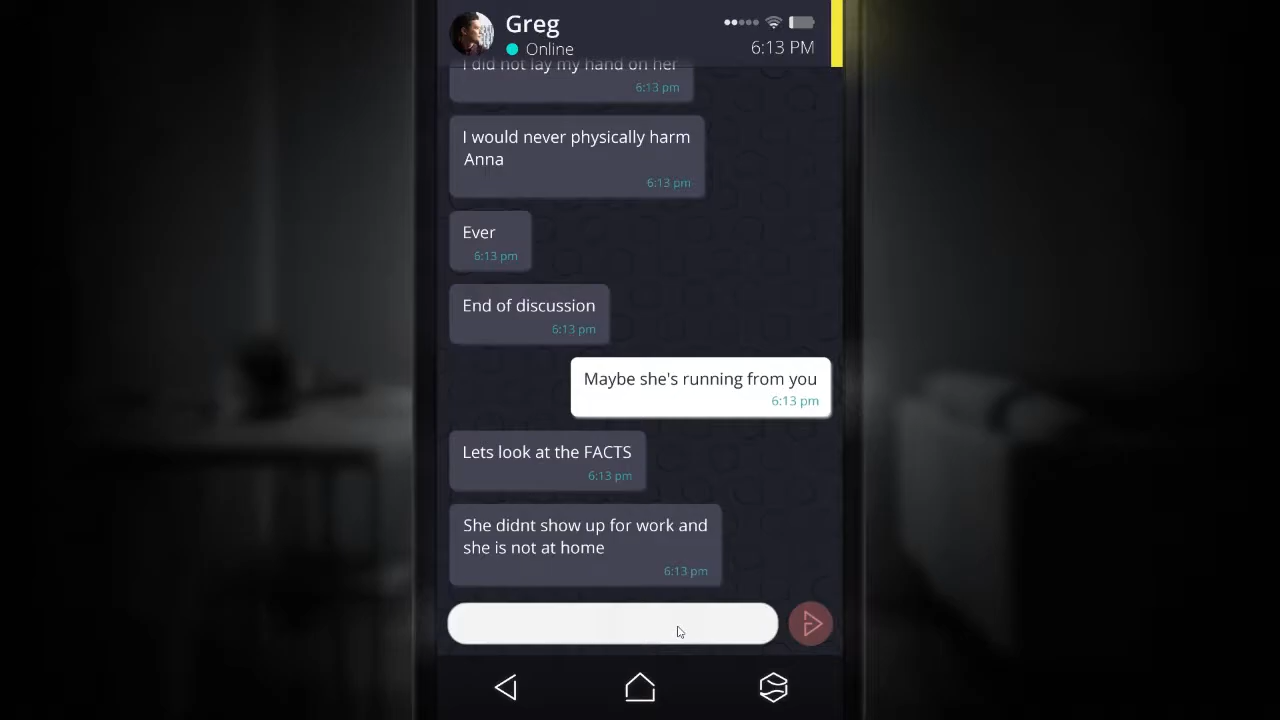 Greg
Online
6:13 PM
I did not lay my hand on her
6:13 pm
I would never physically harm
Anna
6:13 pm
Ever
6:13 pm
End of discussion
6:13 pm
Maybe she's running from you
6:13 pm
Lets look at the FACTS
6:13 pm
She didnt show up for work and
she is not at home
6:13 pm